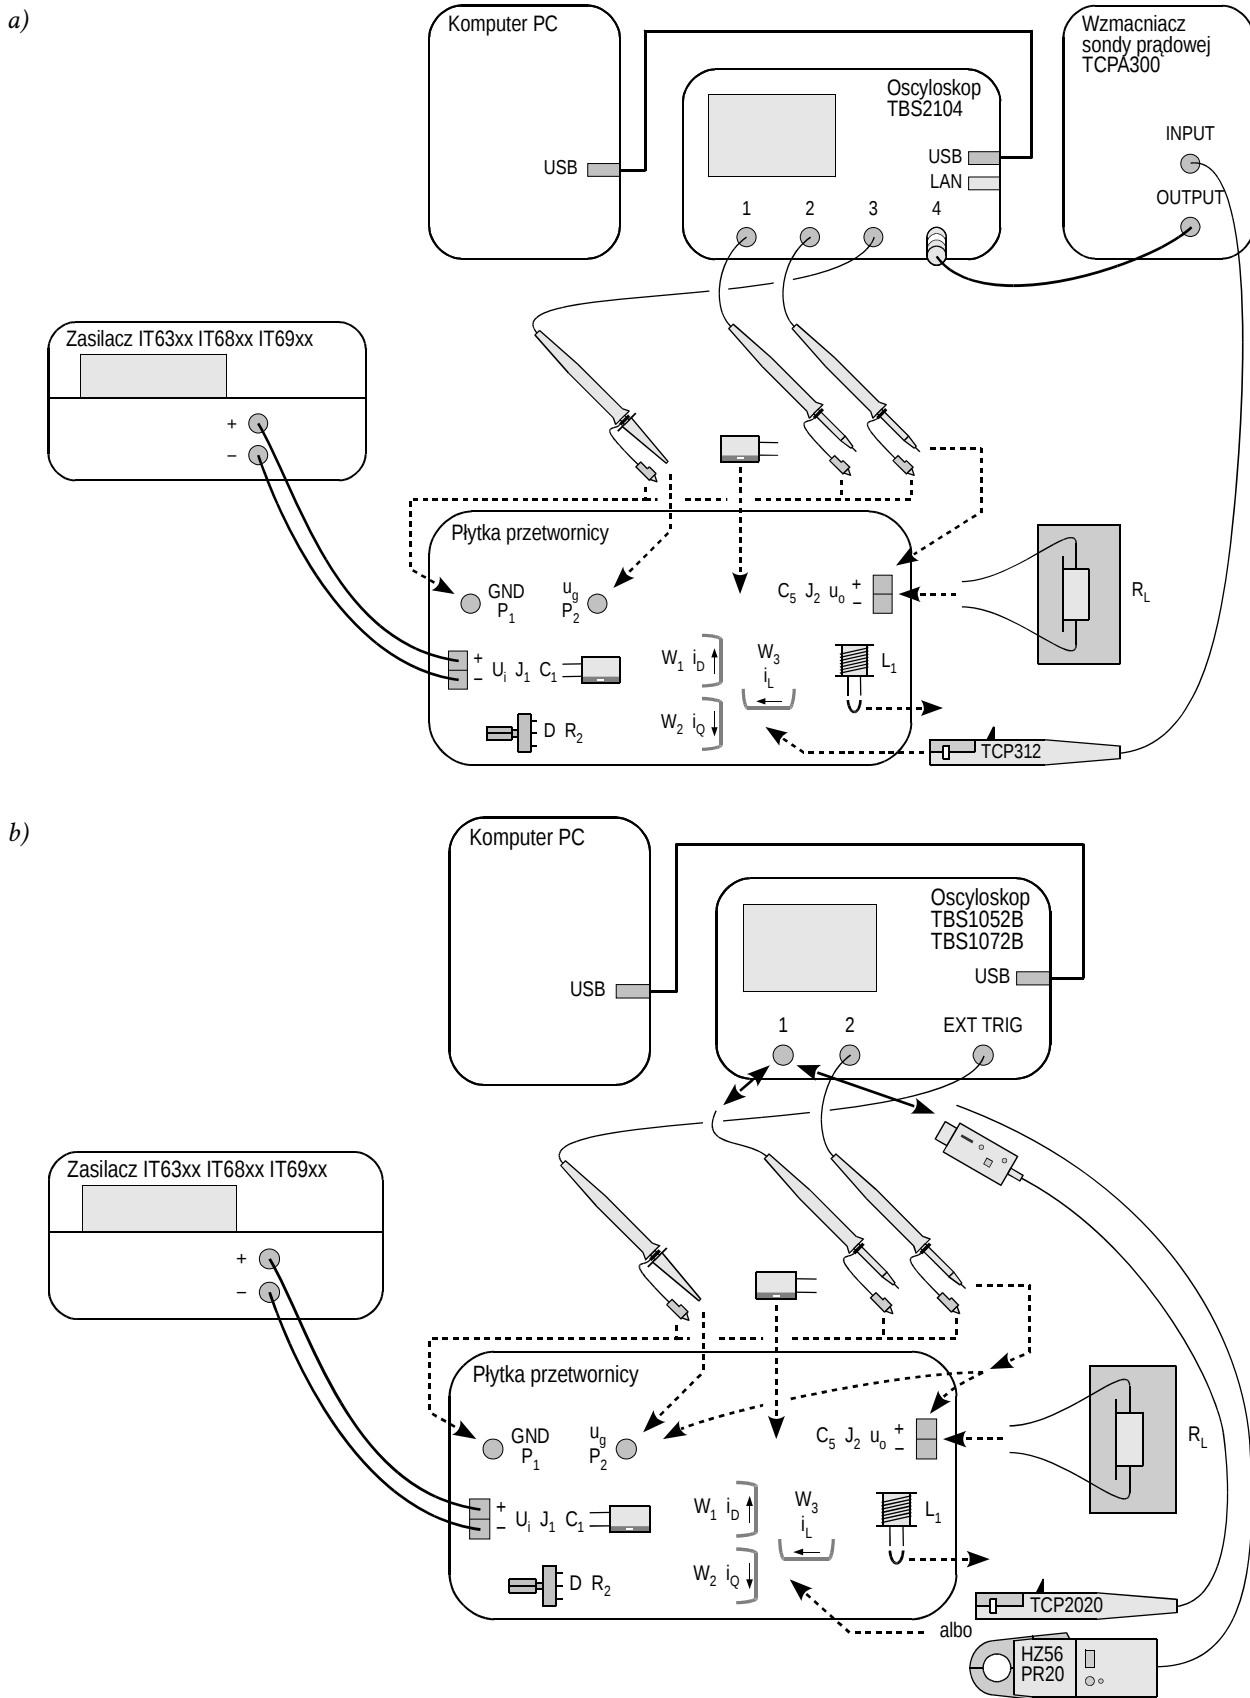 a)
Komputer PC
USB
Oscyloskop
TBS2104
USB
LAN
1 2 3 4
Wzmacniacz
sondy prądowej
TCPA300
INPUT
OUTPUT
Zasilacz IT63xx IT68xx IT69xx
+
−
Płytka przetwornicy
GND
P1
ug
P2
C5 J2 uo + −
RL
+
− Ui J1 C1
W1 iD
W3
iL
L1
W2 iQ
D R2
TCP312
b)
Komputer PC
USB
Oscyloskop
TBS1052B
TBS1072B
USB
1 2 EXT TRIG
Zasilacz IT63xx IT68xx IT69xx
+
−
Płytka przetwornicy
GND
P1
ug
P2
C5 J2 uo + −
RL
+
− Ui J1 C1
W1 iD
W3
iL
L1
W2 iQ
D R2
TCP2020
albo
HZ56
PR20